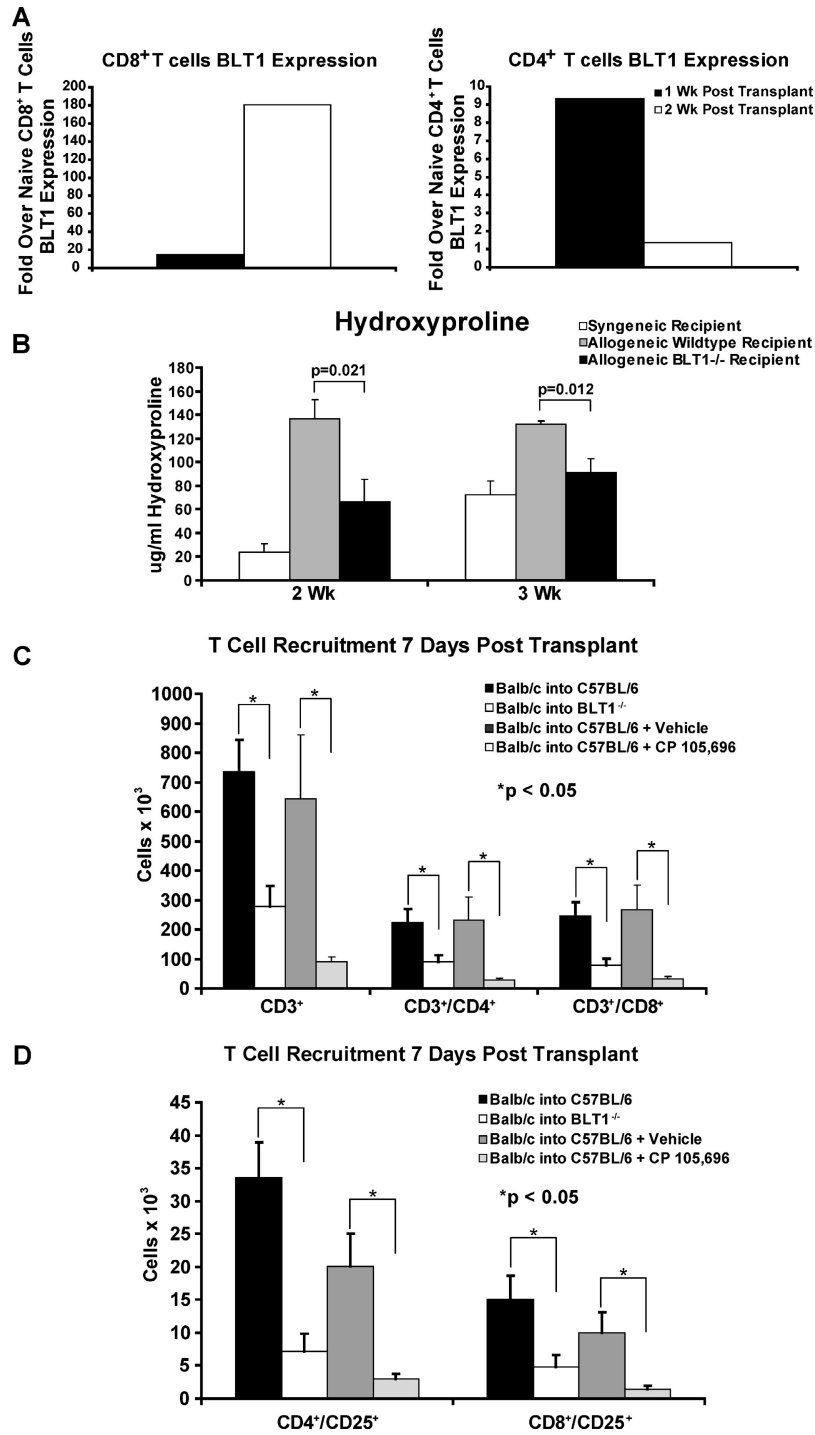 A
CD8+ T cells BLT1 Expression
Fold Over Naive CD8+ T Cells
BLT1 Expression
200
180
160
140
120
100
80
60
40
20
0
CD4+ T cells BLT1 Expression
Fold Over Naive CD4+ T Cells
BLT1 Expression
10
9
8
7
6
5
4
3
2
1
0
1 Wk Post Transplant
2 Wk Post Transplant
B
Hydroxyproline
Syngeneic Recipient
Allogeneic Wildtype Recipient
Allogeneic BLT1-/- Recipient
ug/ml Hydroxyproline
180
160
140
120
100
80
60
40
20
0
p=0.021
p=0.012
2 Wk
3 Wk
C
T Cell Recruitment 7 Days Post Transplant
Balb/c into C57BL/6
Balb/c into BLT1-/-
Balb/c into C57BL/6 + Vehicle
Balb/c into C57BL/6 + CP 105,696
*p < 0.05
Cells x 10³
1000
900
800
700
600
500
400
300
200
100
0
* * * * * *
CD3+
CD3+/CD4+
CD3+/CD8+
D
T Cell Recruitment 7 Days Post Transplant
Balb/c into C57BL/6
Balb/c into BLT1-/-
Balb/c into C57BL/6 + Vehicle
Balb/c into C57BL/6 + CP 105,696
*p < 0.05
Cells x 10³
45
40
35
30
25
20
15
10
5
0
* * * *
CD4+/CD25+
CD8+/CD25+